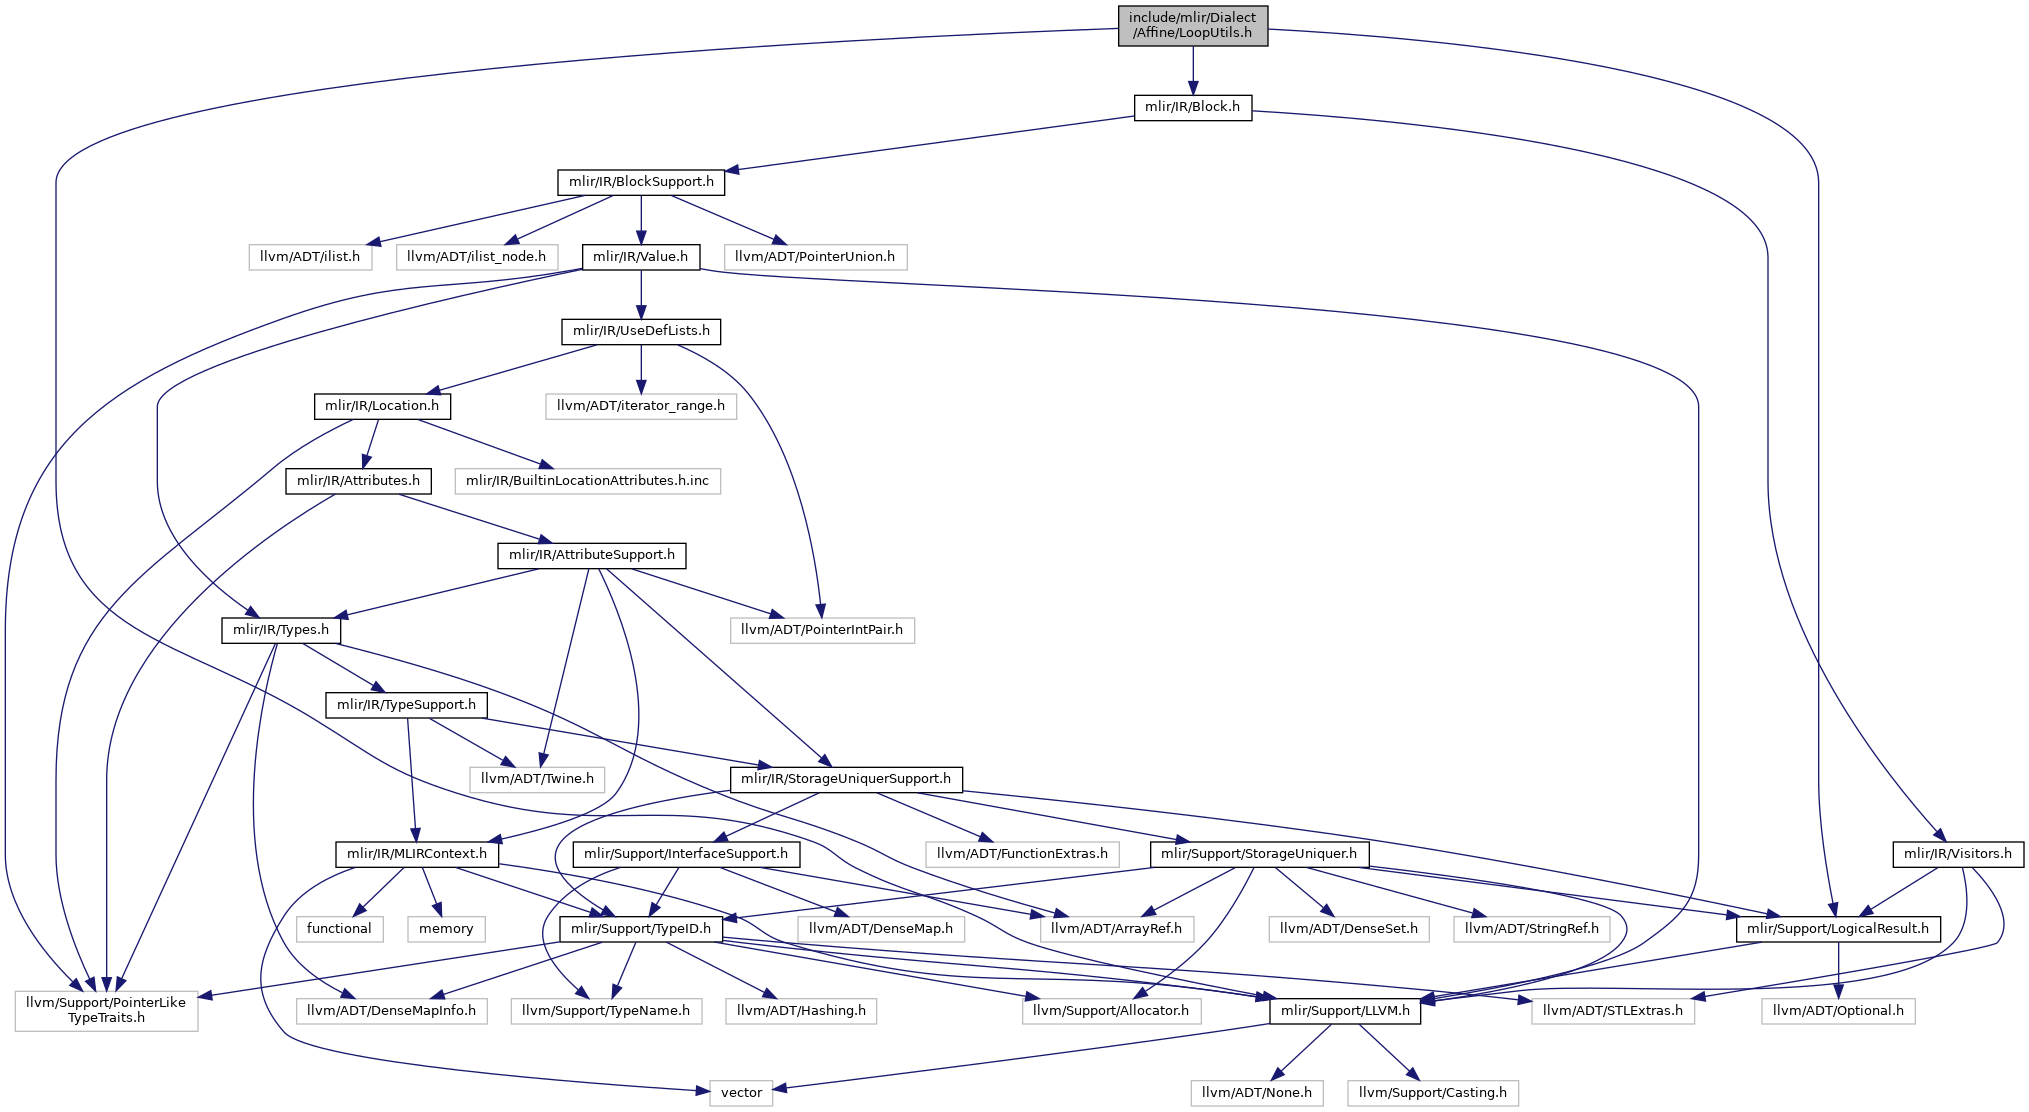 include/mlir/Dialect
/Affine/LoopUtils.h
mlir/IR/Block.h
mlir/IR/BlockSupport.h
llvm/ADT/ilist.h
llvm/ADT/ilist_node.h
mlir/IR/Value.h
llvm/ADT/PointerUnion.h
mlir/IR/UseDefLists.h
mlir/IR/Location.h
llvm/ADT/iterator_range.h
mlir/IR/Attributes.h
mlir/IR/BuiltinLocationAttributes.h.inc
mlir/IR/AttributeSupport.h
mlir/IR/Types.h
llvm/ADT/PointerIntPair.h
mlir/IR/TypeSupport.h
llvm/ADT/Twine.h
mlir/IR/StorageUniquerSupport.h
mlir/IR/MLIRContext.h
mlir/Support/InterfaceSupport.h
llvm/ADT/FunctionExtras.h
mlir/Support/StorageUniquer.h
mlir/IR/Visitors.h
functional
memory
mlir/Support/TypeID.h
llvm/ADT/DenseMap.h
llvm/ADT/ArrayRef.h
llvm/ADT/DenseSet.h
llvm/ADT/StringRef.h
mlir/Support/LogicalResult.h
llvm/Support/PointerLike
TypeTraits.h
llvm/ADT/DenseMapInfo.h
llvm/Support/TypeName.h
llvm/ADT/Hashing.h
llvm/Support/Allocator.h
mlir/Support/LLVM.h
llvm/ADT/STLExtras.h
llvm/ADT/Optional.h
vector
llvm/ADT/None.h
llvm/Support/Casting.h